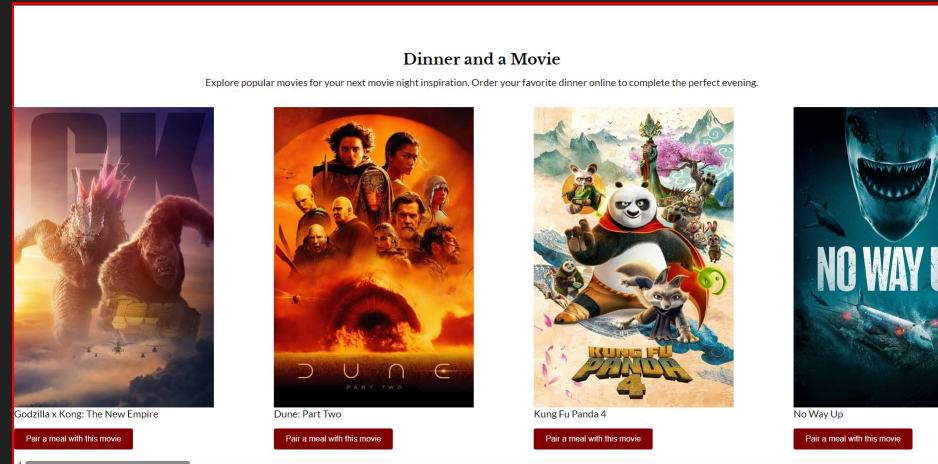 Dinner and a Movie
Explore popular movies for your next movie night inspiration. Order your favorite dinner online to complete the perfect evening.
GK
DUNE
PART TWO
KUNG FU
PANDA
4
NO WAY
Godzilla x Kong: The New Empire
Dune: Part Two
Kung Fu Panda 4
No Way Up
Pair a meal with this movie
Pair a meal with this movie
Pair a meal with this movie
Pair a meal with this movie